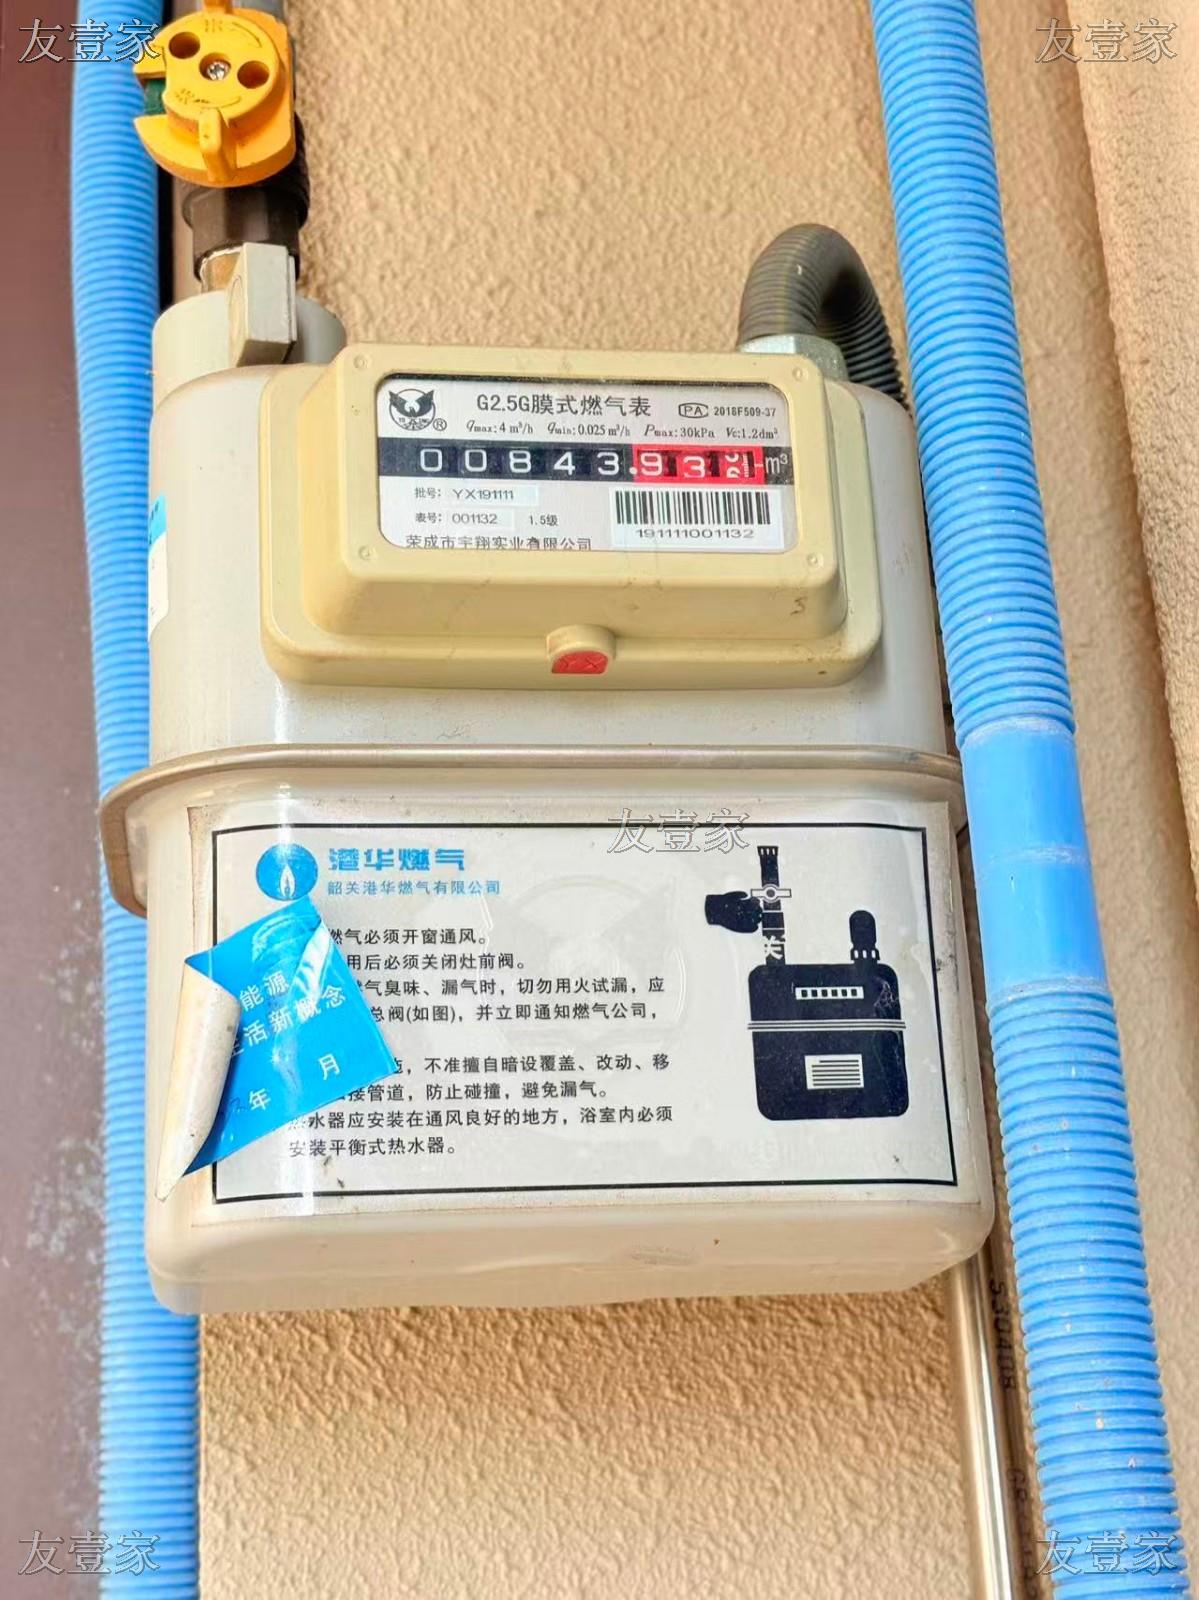 友壹家
友壹家
G2.5G膜式燃气表
PA 2018F509-37
qmax:4 m³/h qmin:0.025 m³/h Pmax:30kPa Vc:1.2dm³
00843.93
m³
批号: YX191111
表号: 001132 1.5级
191111001132
荣成市宇翔实业有限公司
友壹家
港华燃气
韶关港华燃气有限公司
燃气必须开窗通风。
用后必须关闭灶前阀。
气臭味、漏气时，切勿用火试漏，应
总阀(如图)，并立即通知燃气公司，
不准擅自暗设覆盖、改动、移
接管道，防止碰撞，避免漏气。
热水器应安装在通风良好的地方，浴室内必须
安装平衡式热水器。
关
能源
活新概念
年 月
530408
友壹家
友壹家